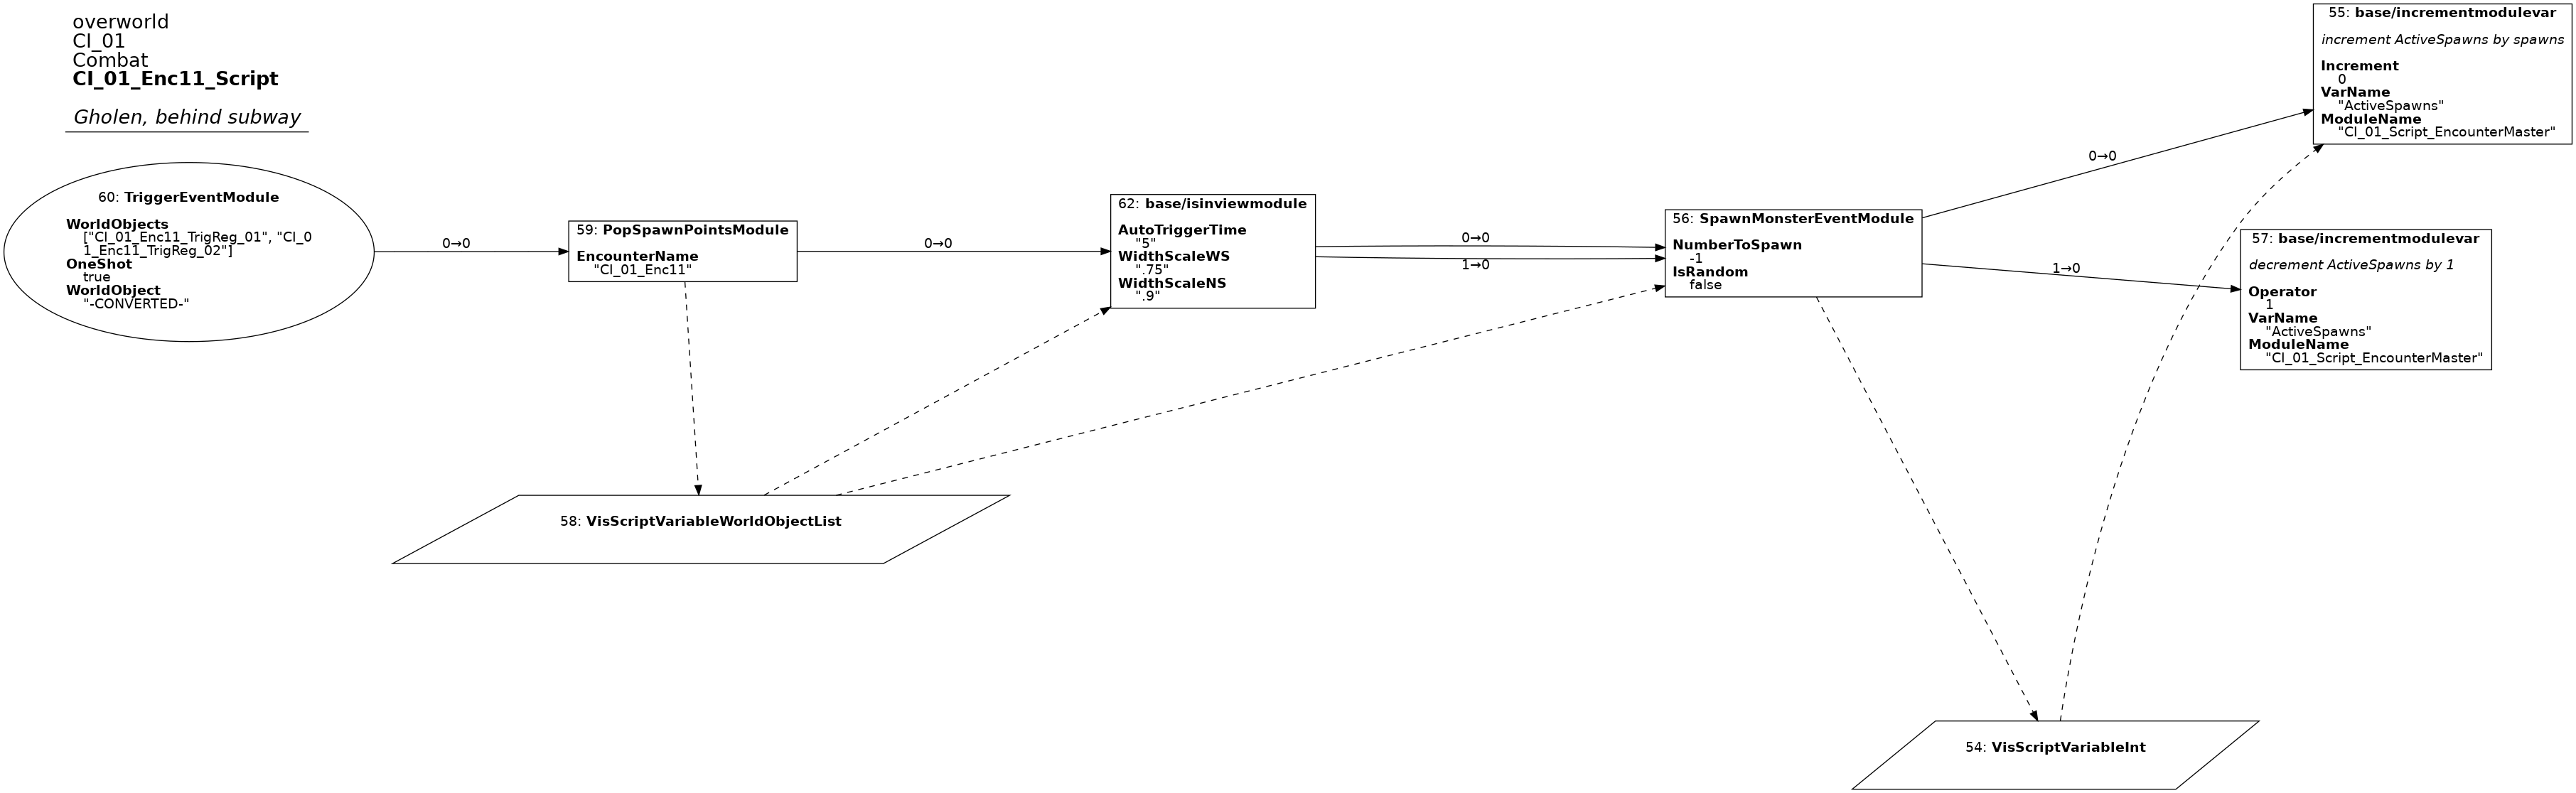 overworld
CI_01
Combat
CI_01_Enc11_Script
Gholen, behind subway
60: TriggerEventModule
WorldObjects
["CI_01_Enc11_TrigReg_01", "CI_0
1_Enc11_TrigReg_02"]
OneShot
true
WorldObject
"-CONVERTED-"
0→0
59: PopSpawnPointsModule
EncounterName
"CI_01_Enc11"
0→0
62: base/isinviewmodule
AutoTriggerTime
"5"
WidthScaleWS
".75"
WidthScaleNS
".9"
0→0
1→0
56: SpawnMonsterEventModule
NumberToSpawn
-1
IsRandom
false
0→0
1→0
55: base/incrementmodulevar
increment ActiveSpawns by spawns
Increment
0
VarName
"ActiveSpawns"
ModuleName
"CI_01_Script_EncounterMaster"
57: base/incrementmodulevar
decrement ActiveSpawns by 1
Operator
1
VarName
"ActiveSpawns"
ModuleName
"CI_01_Script_EncounterMaster"
58: VisScriptVariableWorldObjectList
54: VisScriptVariableInt